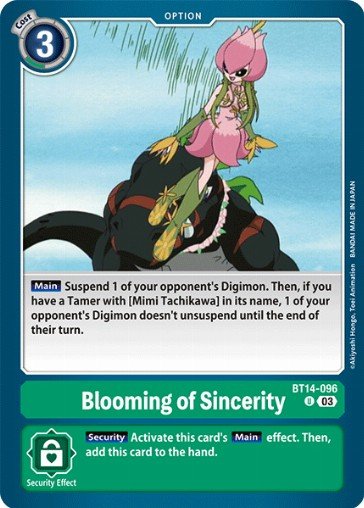 OPTION
Cost
3
Main Suspend 1 of your opponent's Digimon. Then, if you
have a Tamer with [Mimi Tachikawa] in its name, 1 of your
opponent's Digimon doesn't unsuspend until the end of
their turn.
©Akiyoshi Hongo, Toei Animation BANDAI MADE IN JAPAN
BT14-096
Blooming of Sincerity
U 03
Security Activate this card's Main effect. Then,
add this card to the hand.
Security Effect